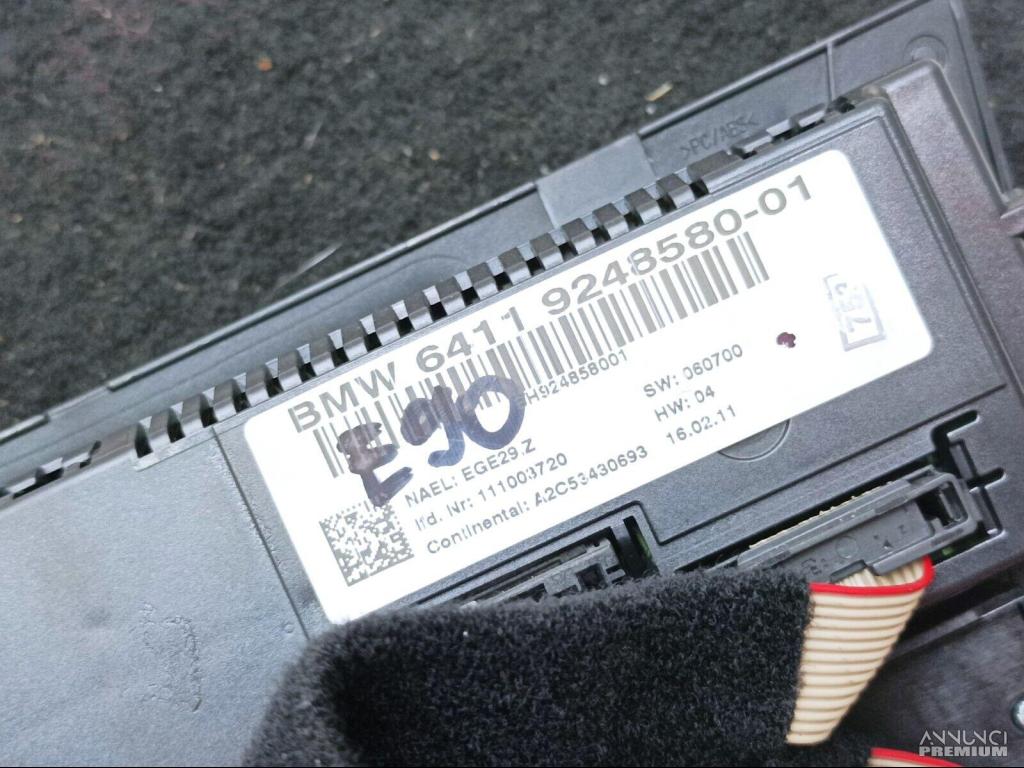 >PC/ABS<
BMW 6411 9248580-01
H924858001
E90
NAEL: EGE29.Z
lfd. Nr: 111003720
Continental: A2C53430693
SW: 060700
HW: 04
16.02.11
ANNUNCI
PREMIUM